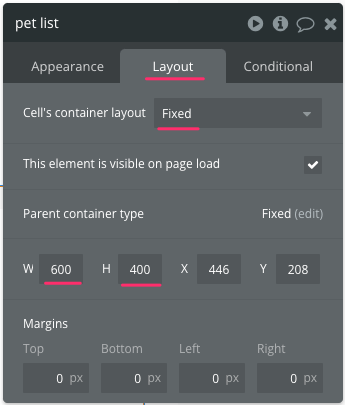 pet list
Appearance Layout Conditional
Cell's container layout Fixed
This element is visible on page load
Parent container type Fixed (edit)
W 600 H 400 X 446 Y 208
Margins
Top Bottom Left Right
0 px 0 px 0 px 0 px